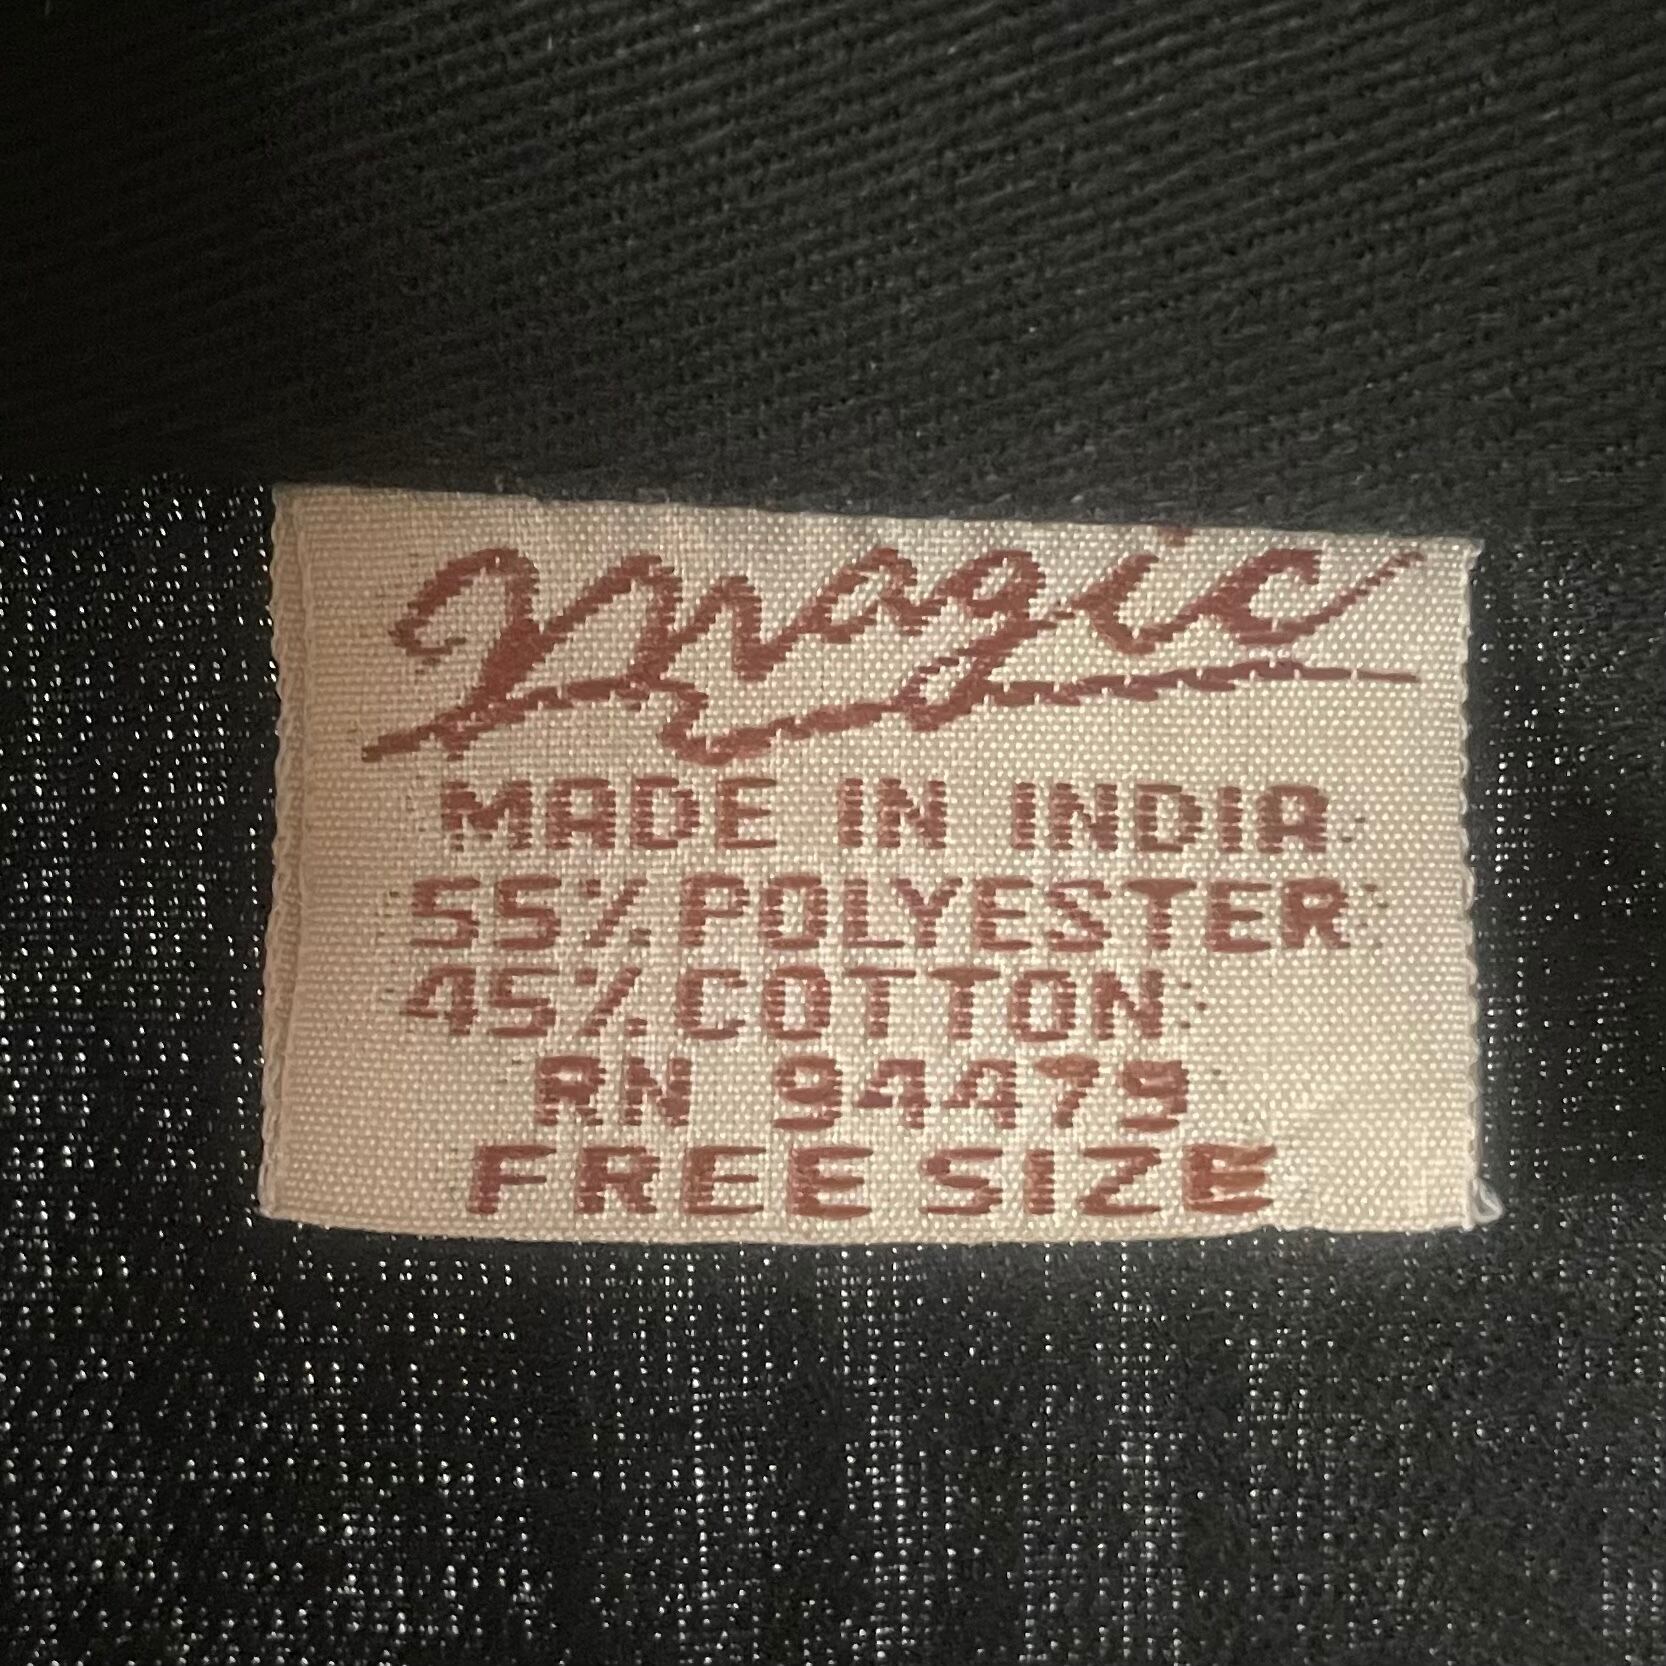 magic
MADE IN INDIA
55% POLYESTER
45% COTTON
RN 94479
FREE SIZE